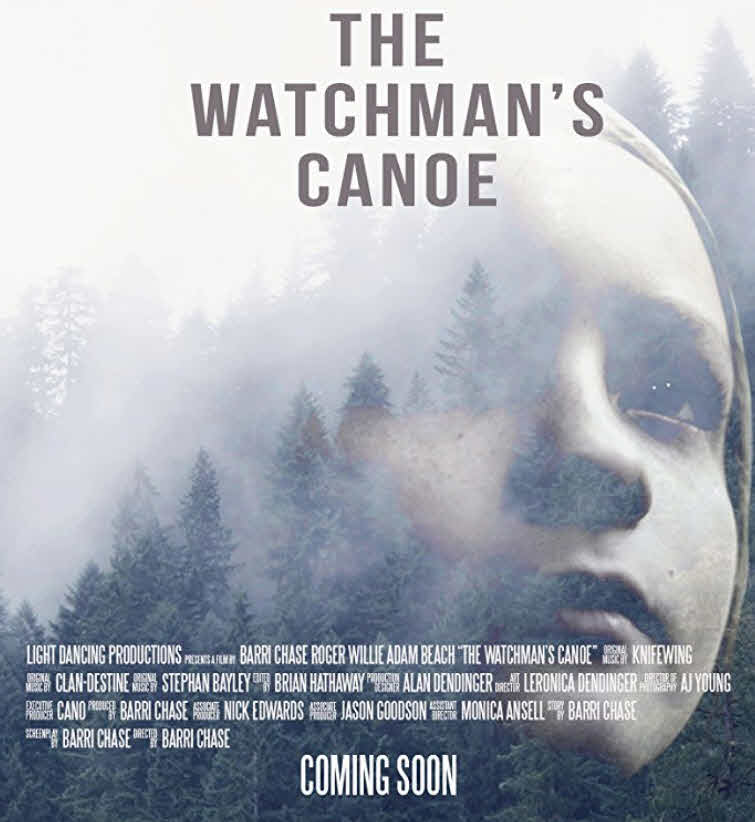 THE
WATCHMAN'S
CANOE
LIGHT DANCING PRODUCTIONS PRESENTS A FILM BY BARRI CHASE ROGER WILLIE ADAM BEACH "THE WATCHMAN'S CANOE" ORIGINAL MUSIC BY KNIFEWING
ORIGINAL MUSIC BY CLAN-DESTINE ORIGINAL MUSIC BY STEPHAN BAYLEY EDITED BY BRIAN HATHAWAY PRODUCTION DESIGNER ALAN DENDINGER ART DIRECTOR LERONICA DENDINGER DIRECTOR OF PHOTOGRAPHY AJ YOUNG
EXECUTIVE PRODUCER CANO PRODUCED BY BARRI CHASE ASSOCIATE PRODUCER NICK EDWARDS ASSOCIATE PRODUCER JASON GOODSON ASSISTANT DIRECTOR MONICA ANSELL STORY BY BARRI CHASE
SCREENPLAY BY BARRI CHASE DIRECTED BY BARRI CHASE
COMING SOON